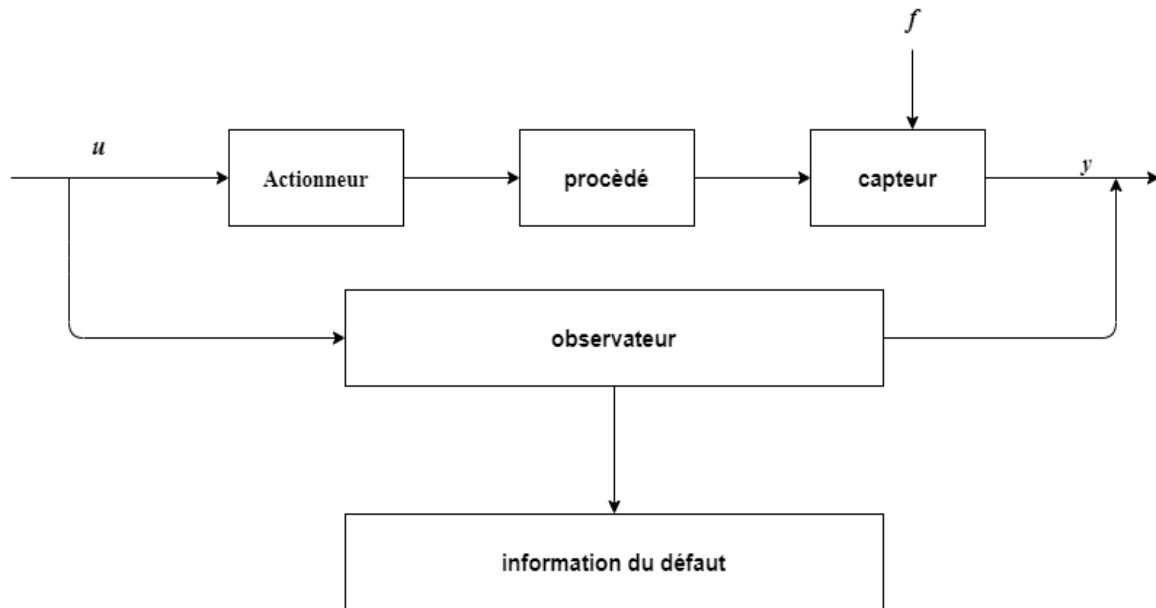 f
u
Actionneur
procèdé
capteur
y
observateur
information du défaut